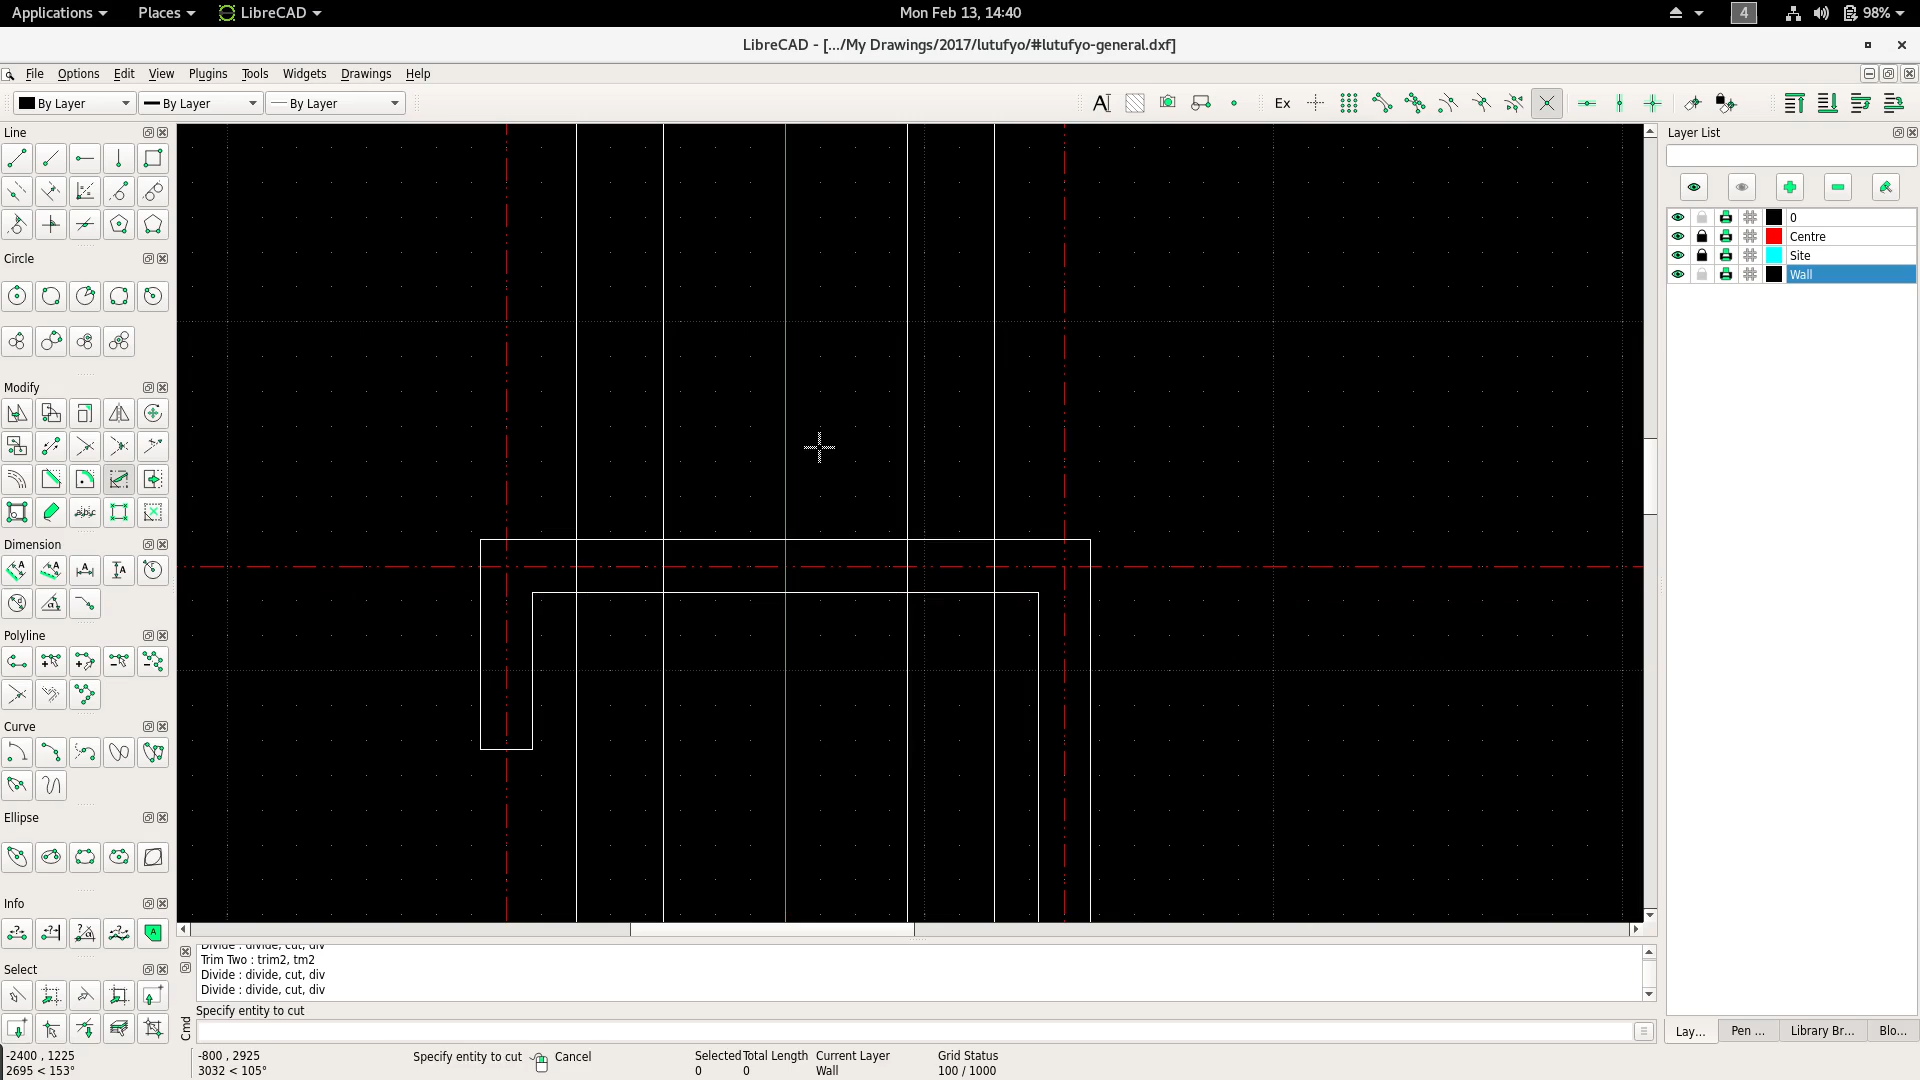 Applications Places LibreCAD Mon Feb 13, 14:40 4 98%
LibreCAD - [.../My Drawings/2017/lutufyo/#lutufyo-general.dxf]
File Options Edit View Plugins Tools Widgets Drawings Help
By Layer By Layer By Layer Ex
Line
Circle
Modify
Dimension
Polyline
Curve
Ellipse
Info
Select
Layer List
0
Centre
Site
Wall
Lay... Pen ... Library Br... Blo...
Divide : divide, cut, div
Trim Two : trim2, tm2
Divide : divide, cut, div
Divide : divide, cut, div
Specify entity to cut
Cmd
-2400 , 1225 -800 , 2925 Specify entity to cut Cancel Selected Total Length Current Layer Grid Status
2695 < 153° 3032 < 105° 0 0 Wall 100 / 1000